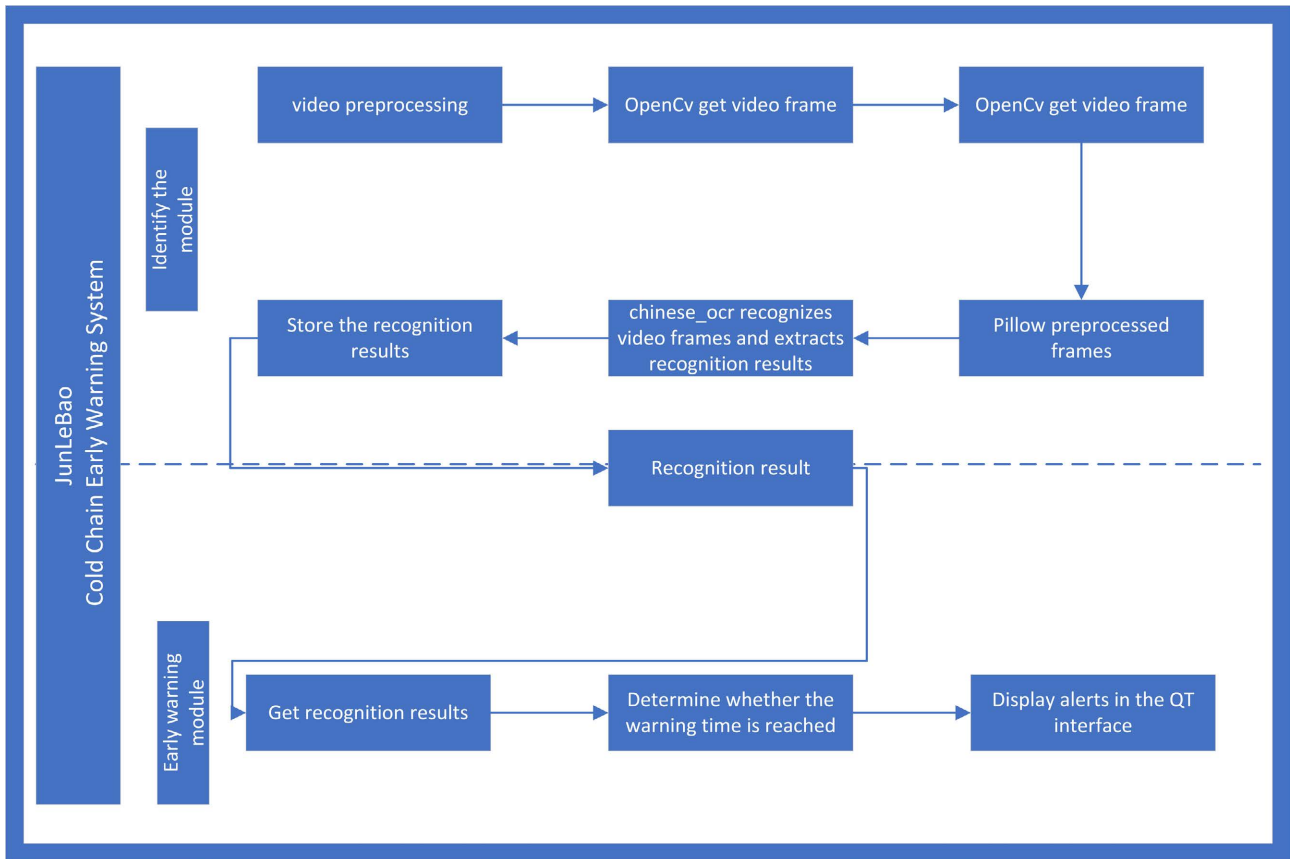 JunLeBao
Cold Chain Early Warning System
Identify the
module
video preprocessing
OpenCv get video frame
OpenCv get video frame
Store the recognition
results
chinese_ocr recognizes
video frames and extracts
recognition results
Pillow preprocessed
frames
Recognition result
Early warning
module
Get recognition results
Determine whether the
warning time is reached
Display alerts in the QT
interface